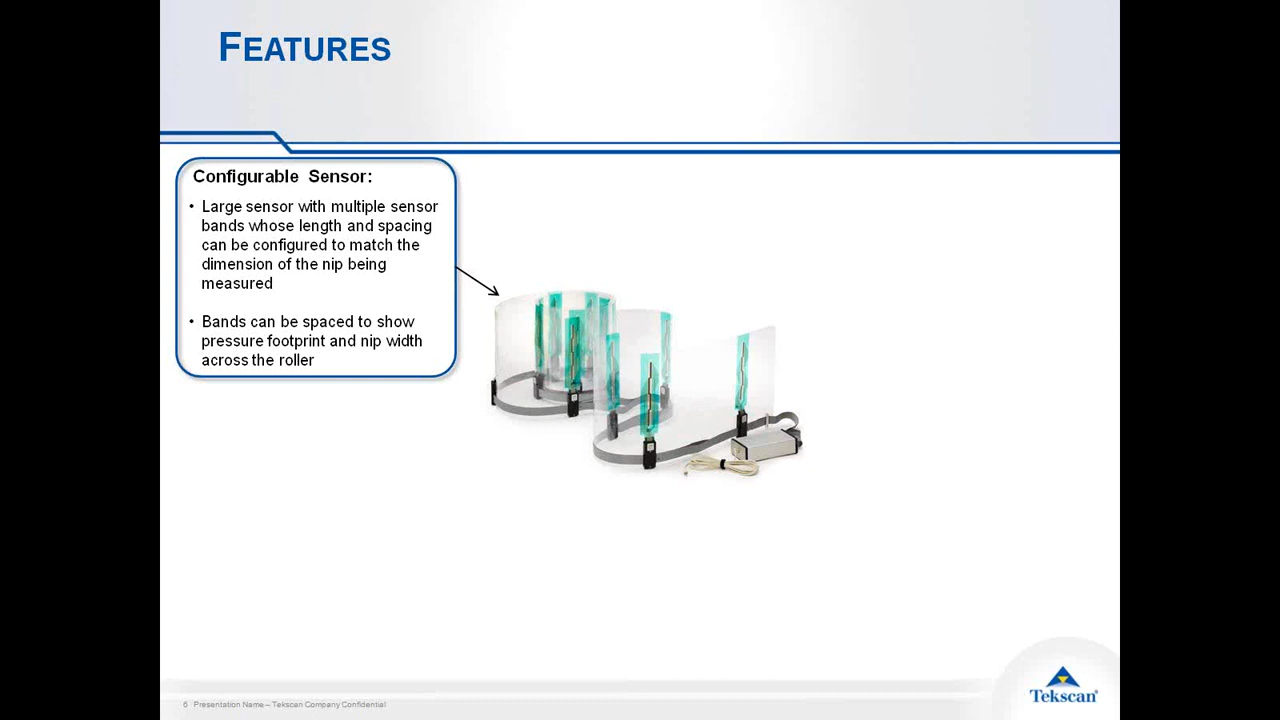 FEATURES
Configurable Sensor:
• Large sensor with multiple sensor
bands whose length and spacing
can be configured to match the
dimension of the nip being
measured
• Bands can be spaced to show
pressure footprint and nip width
across the roller
6 Presentation Name – Tekscan Company Confidential
Tekscan®